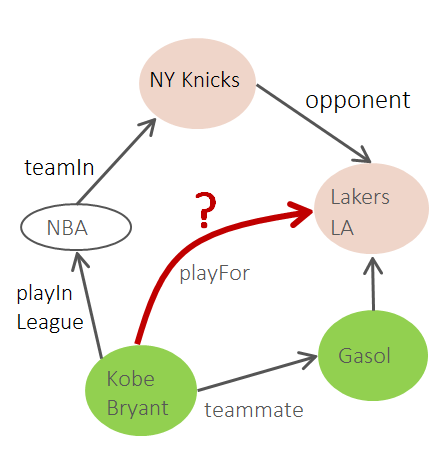 NY Knicks
opponent
teamIn
?
Lakers
LA
NBA
playFor
playIn
League
Gasol
Kobe
Bryant
teammate